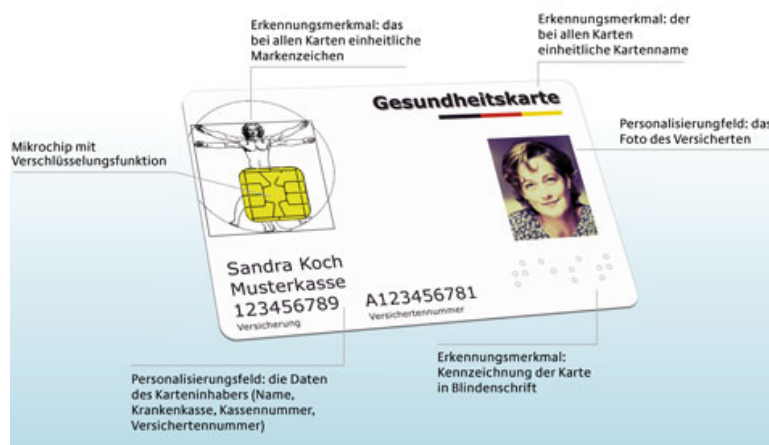 Erkennungsmerkmal: das
bei allen Karten einheitliche
Markenzeichen
Erkennungsmerkmal: der
bei allen Karten
einheitliche Kartenname
Gesundheitskarte
Personalisierungfeld: das
Foto des Versicherten
Mikrochip mit
Verschlüsselungsfunktion
Sandra Koch
Musterkasse
123456789
Versicherung
A123456781
Versichertennummer
Personalisierungsfeld: die Daten
des Karteninhabers (Name,
Krankenkasse, Kassennummer,
Versichertennummer)
Erkennungsmerkmal:
Kennzeichnung der Karte
in Blindenschrift